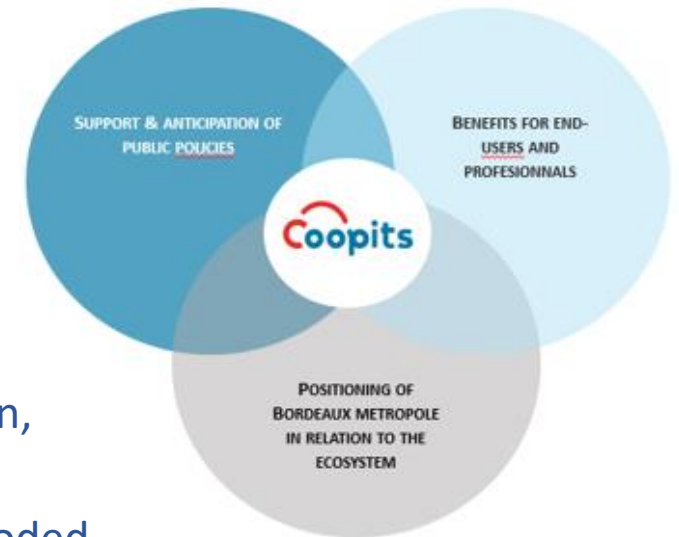 SUPPORT & ANTICIPATION OF
PUBLIC POLICIES
BENEFITS FOR END-
USERS AND
PROFESIONNALS
Coopits
POSITIONING OF
BORDEAUX METROPOLE
IN RELATION TO THE
ECOSYSTEM